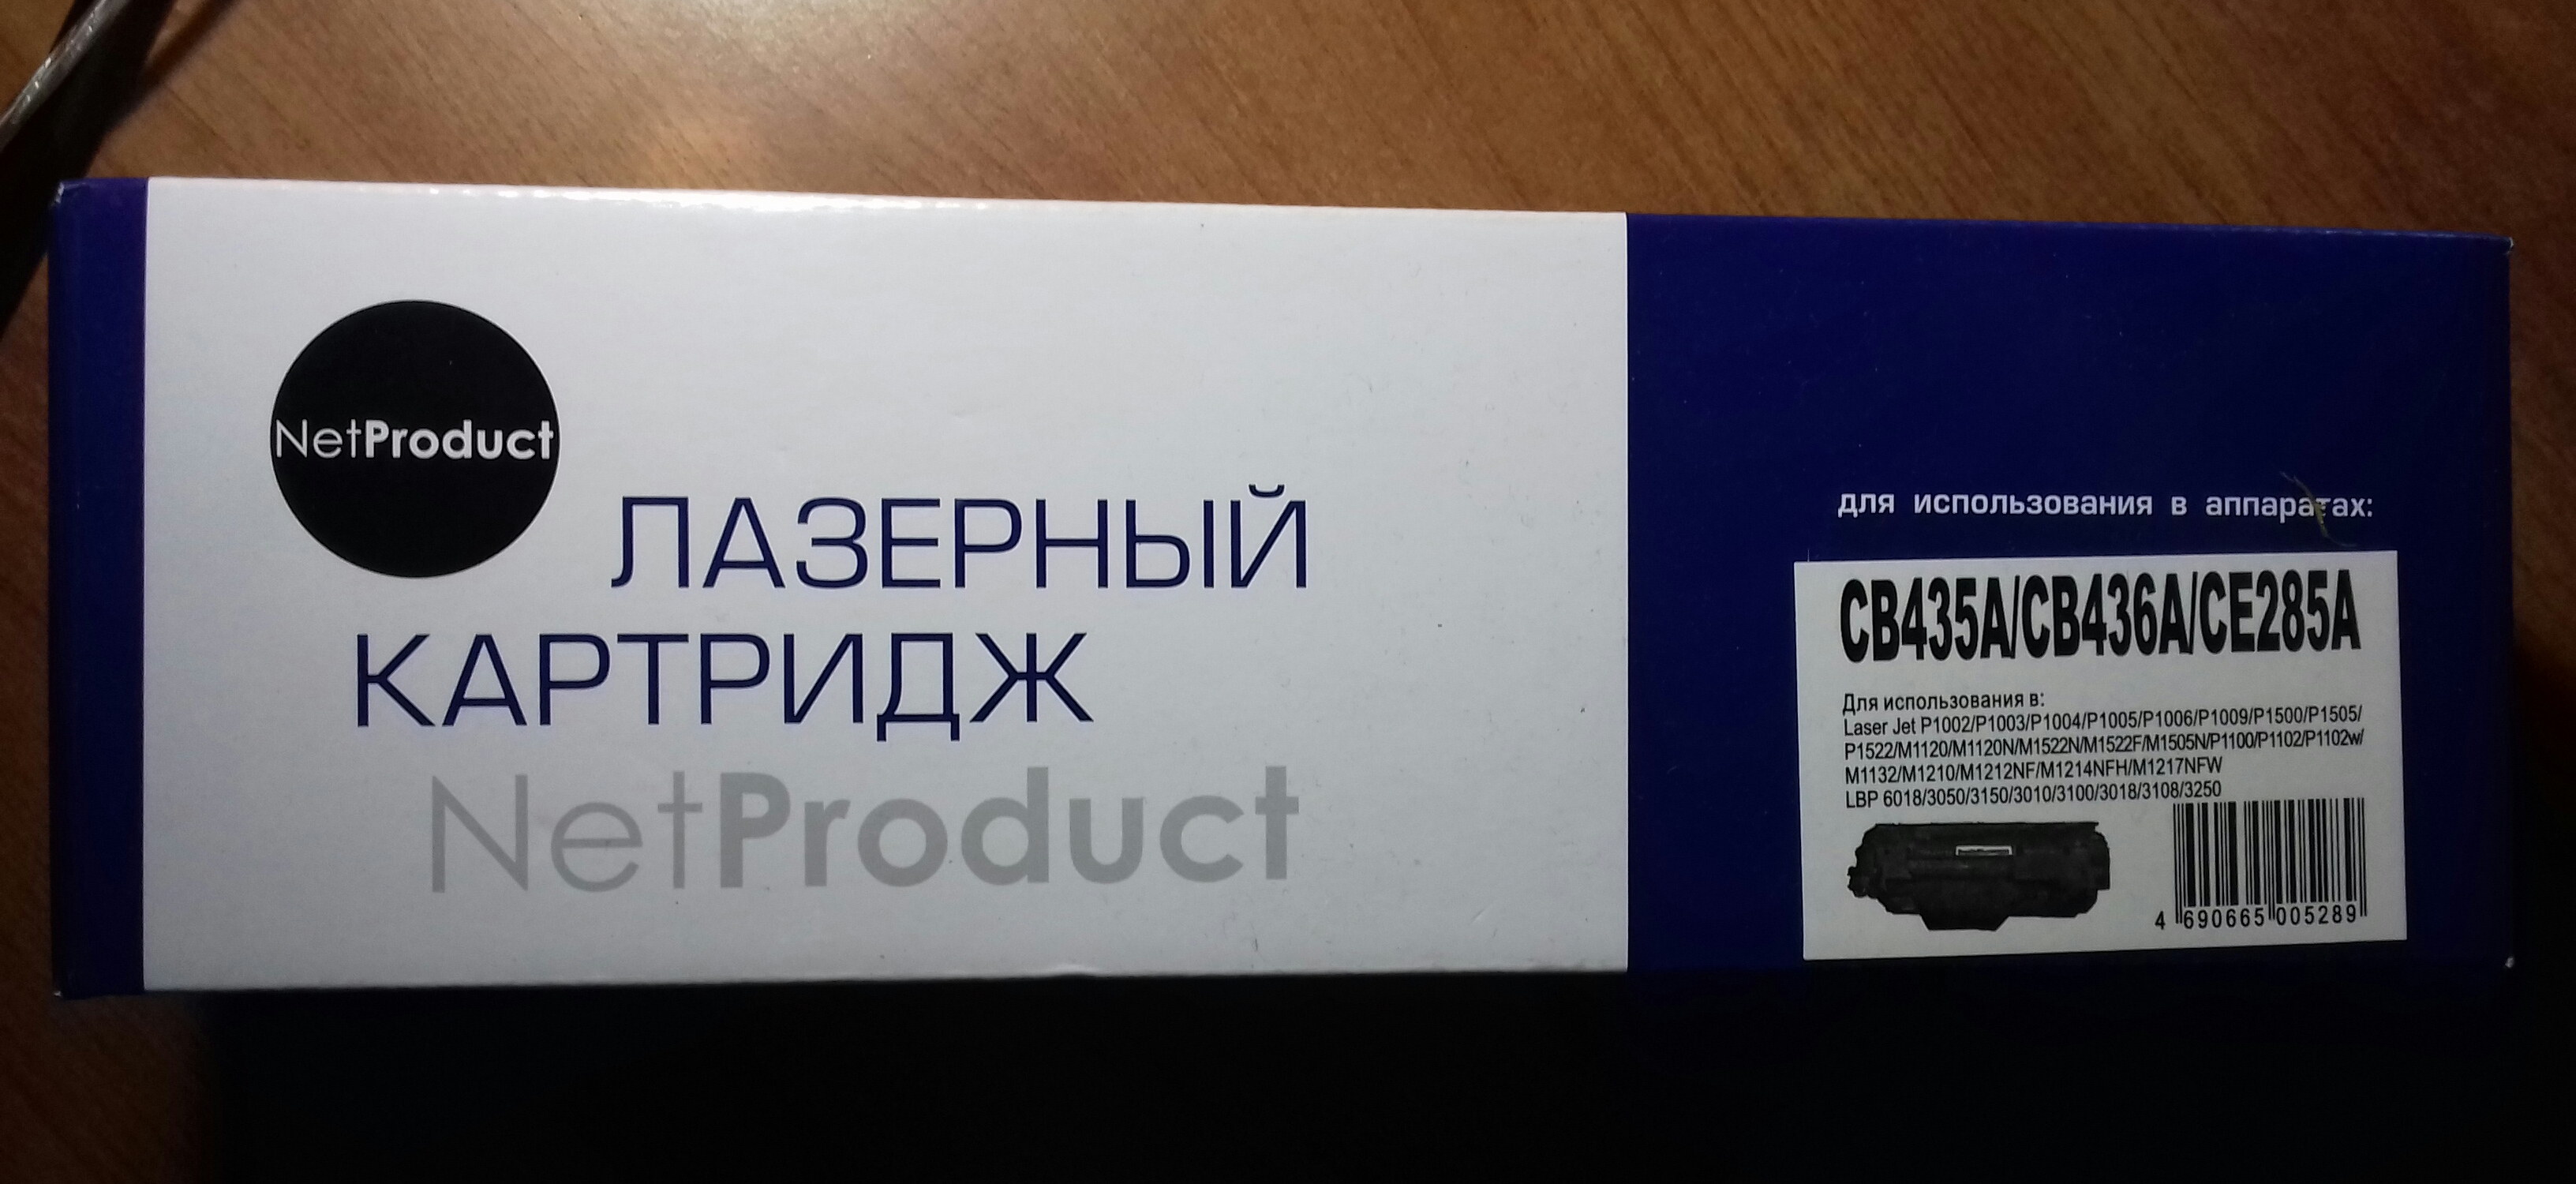 NetProduct
ЛАЗЕРНЫЙ
КАРТРИДЖ
NetProduct
для использования в аппаратах:
CB435A/CB436A/CE285A
Для использования в:
Laser Jet P1002/P1003/P1004/P1005/P1006/P1009/P1500/P1505/
P1522/M1120/M1120N/M1522N/M1522F/M1505N/P1100/P1102/P1102w/
M1132/M1210/M1212NF/M1214NFH/M1217NFW
LBP 6018/3050/3150/3010/3100/3018/3108/3250
4 690665 005289